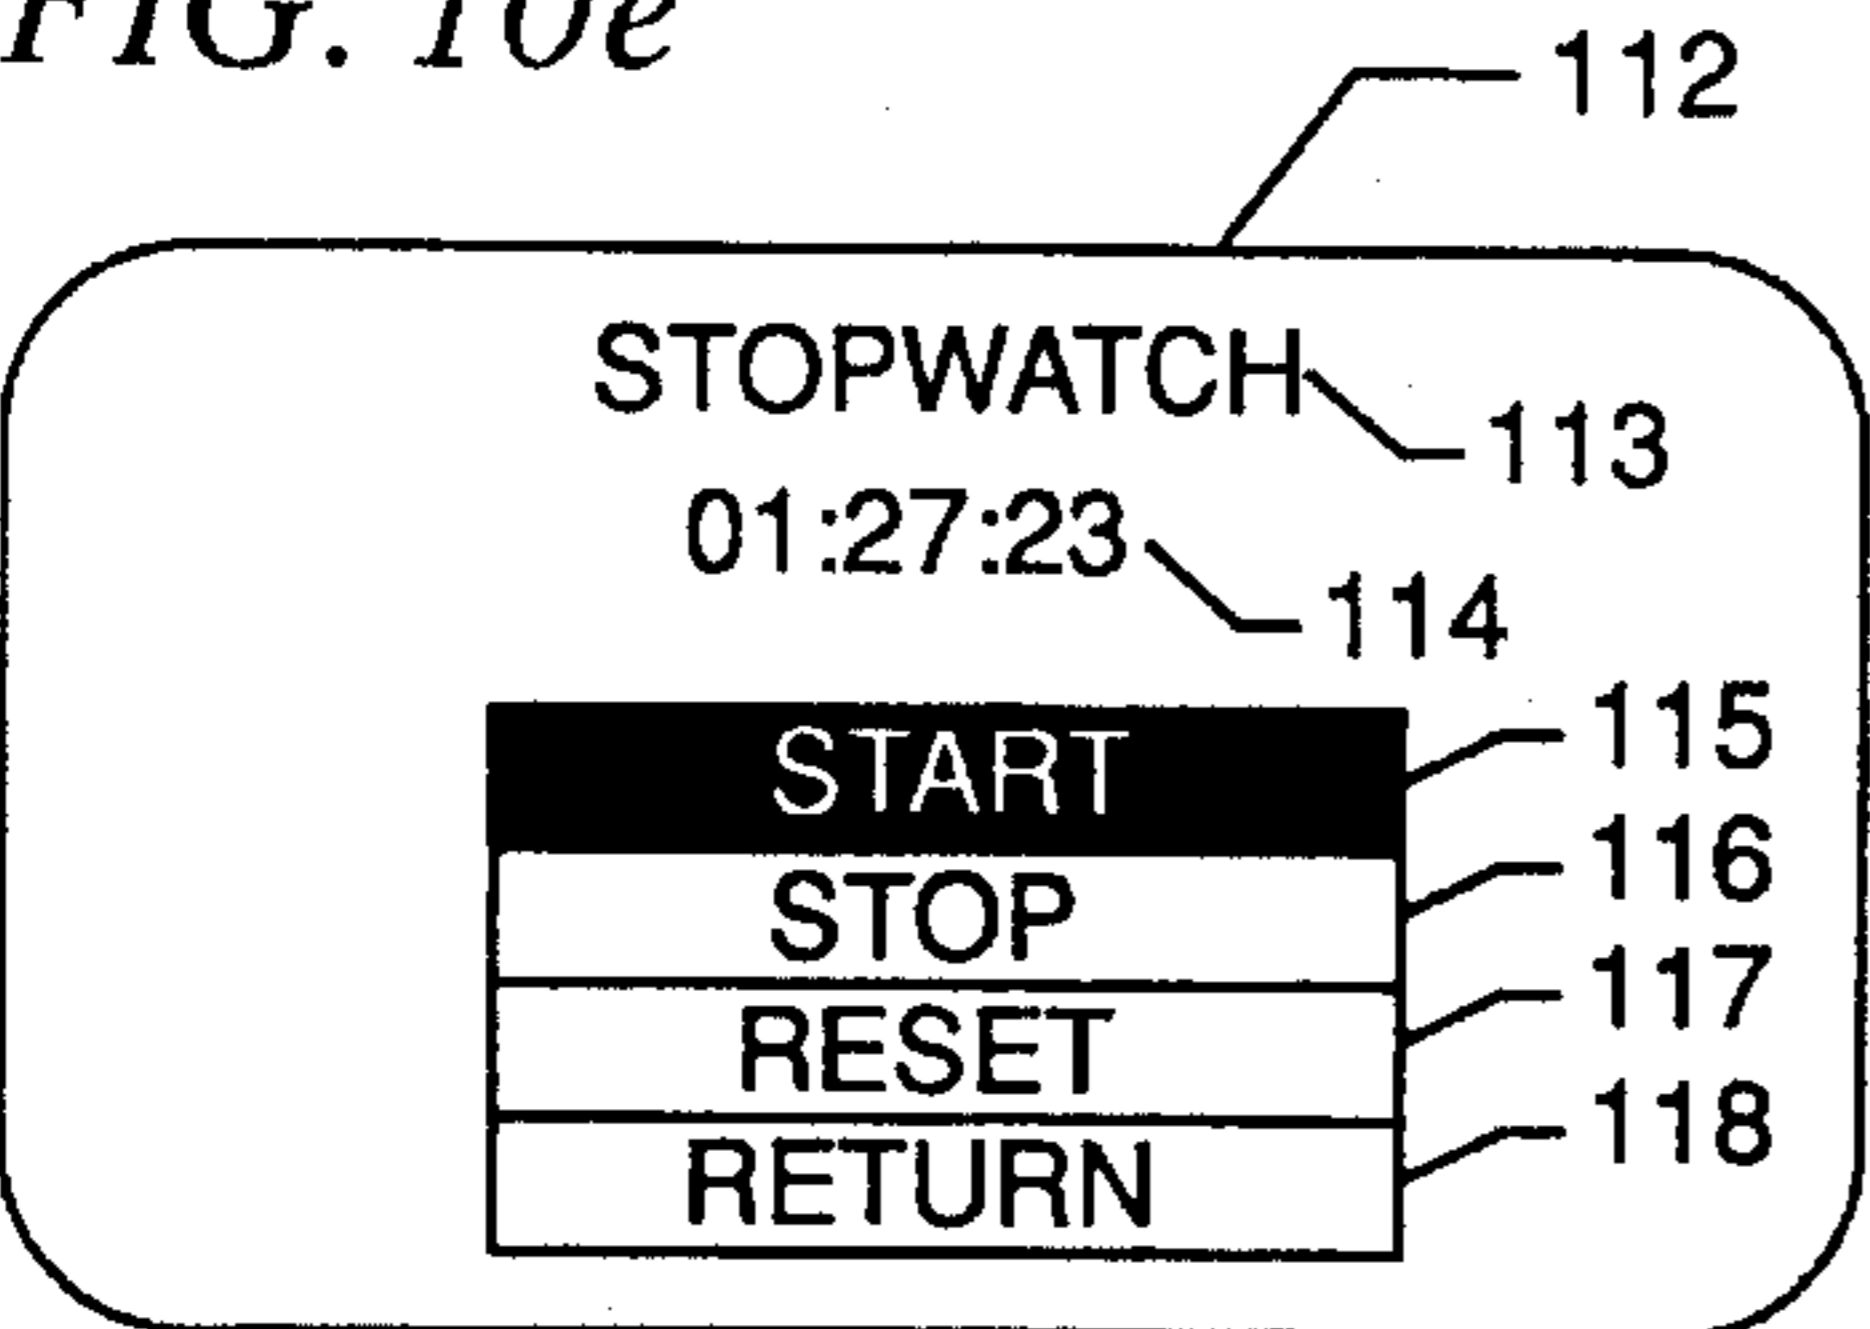 FIG. 10e
112
STOPWATCH
113
01:27:23
114
START
115
STOP
116
RESET
117
RETURN
118